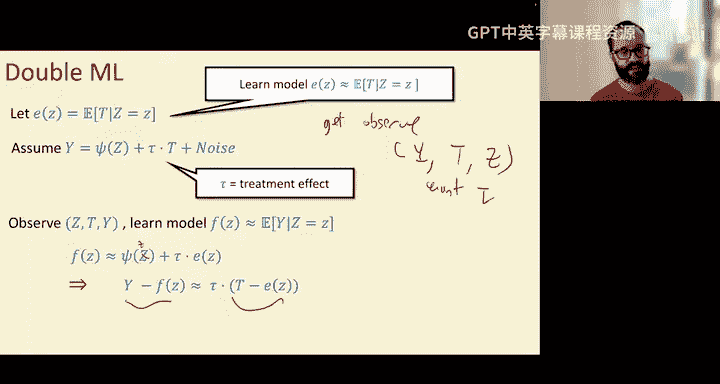 GPT中英字幕课程资源
Double ML
Learn model e(z) ≈ 𝔼[T|Z = z ]
Let e(z) = 𝔼[T|Z = z]
get observe
(Y, T, Z)
Assume Y = ψ(Z) + τ · T + Noise
want τ
τ = treatment effect
Observe (Z, T, Y) , learn model f(z) ≈ 𝔼[Y|Z = z]
z
f(z) ≈ ψ(Z) + τ · e(z)
⇒ Y − f(z) ≈ τ · (T − e(z))